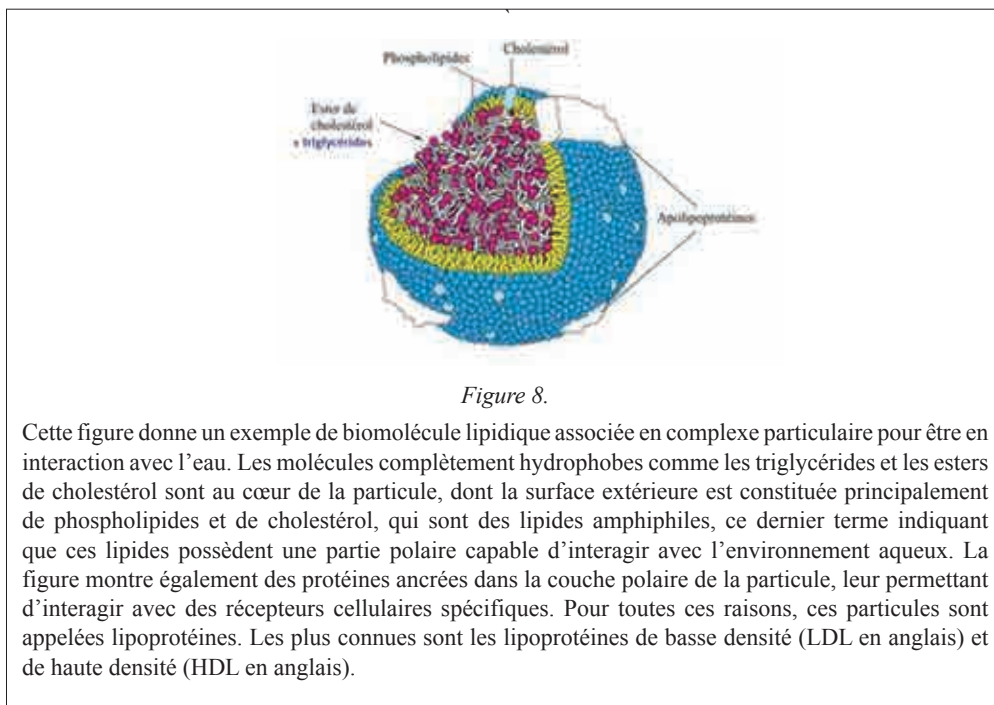 Cholestérol
Phospholipides
Ester de
cholestérol
+ triglycérides
Apolipoprotéines
Figure 8.
Cette figure donne un exemple de biomolécule lipidique associée en complexe particulaire pour être en
interaction avec l’eau. Les molécules complètement hydrophobes comme les triglycérides et les esters
de cholestérol sont au cœur de la particule, dont la surface extérieure est constituée principalement
de phospholipides et de cholestérol, qui sont des lipides amphiphiles, ce dernier terme indiquant
que ces lipides possèdent une partie polaire capable d’interagir avec l’environnement aqueux. La
figure montre également des protéines ancrées dans la couche polaire de la particule, leur permettant
d’interagir avec des récepteurs cellulaires spécifiques. Pour toutes ces raisons, ces particules sont
appelées lipoprotéines. Les plus connues sont les lipoprotéines de basse densité (LDL en anglais) et
de haute densité (HDL en anglais).